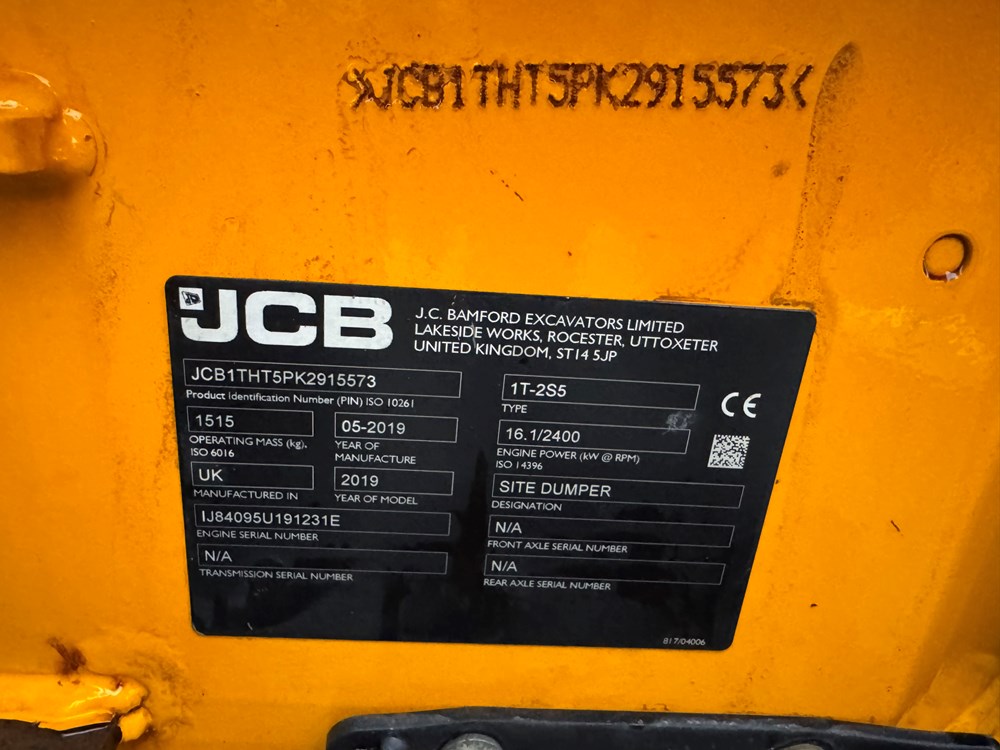 >JCB1THT5PK2915573<
JCB
J.C. BAMFORD EXCAVATORS LIMITED
LAKESIDE WORKS, ROCESTER, UTTOXETER
UNITED KINGDOM, ST14 5JP
JCB1THT5PK2915573
Product Identification Number (PIN) ISO 10261
1515
OPERATING MASS (kg),
ISO 6016
05-2019
YEAR OF
MANUFACTURE
UK
MANUFACTURED IN
2019
YEAR OF MODEL
IJ84095U191231E
ENGINE SERIAL NUMBER
N/A
TRANSMISSION SERIAL NUMBER
1T-2S5
TYPE
CE
16.1/2400
ENGINE POWER (kW @ RPM)
ISO 14396
SITE DUMPER
DESIGNATION
N/A
FRONT AXLE SERIAL NUMBER
N/A
REAR AXLE SERIAL NUMBER
817/04006